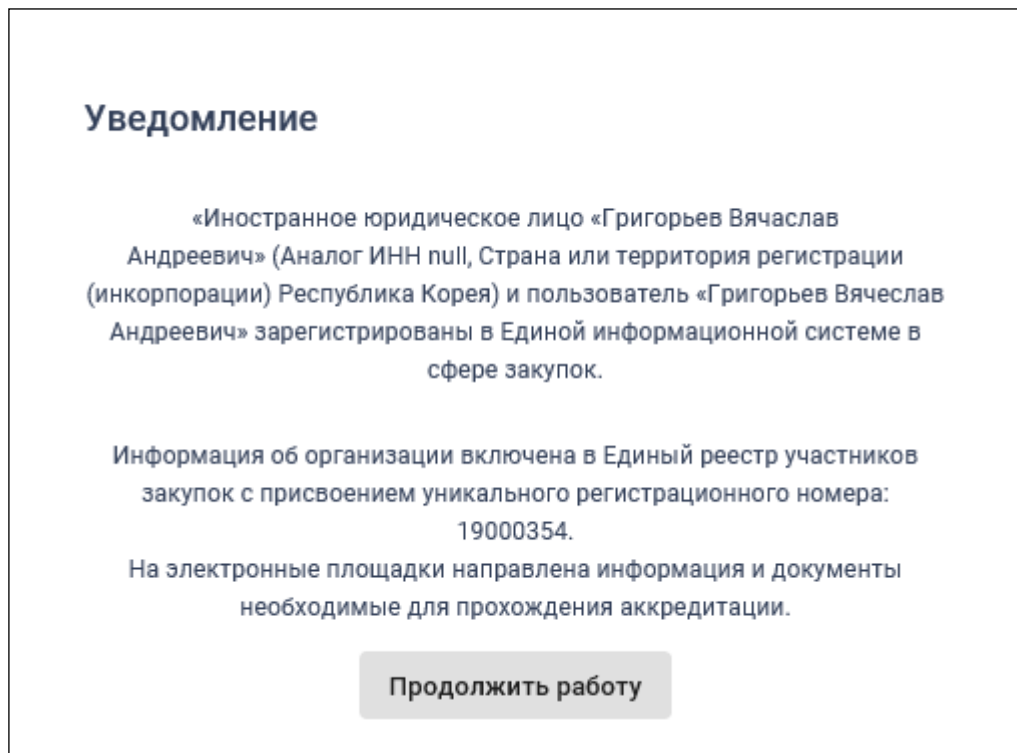 Уведомление
«Иностранное юридическое лицо «Григорьев Вячаслав
Андреевич» (Аналог ИНН null, Страна или территория регистрации
(инкорпорации) Республика Корея) и пользователь «Григорьев Вячеслав
Андреевич» зарегистрированы в Единой информационной системе в
сфере закупок.
Информация об организации включена в Единый реестр участников
закупок с присвоением уникального регистрационного номера:
19000354.
На электронные площадки направлена информация и документы
необходимые для прохождения аккредитации.
Продолжить работу